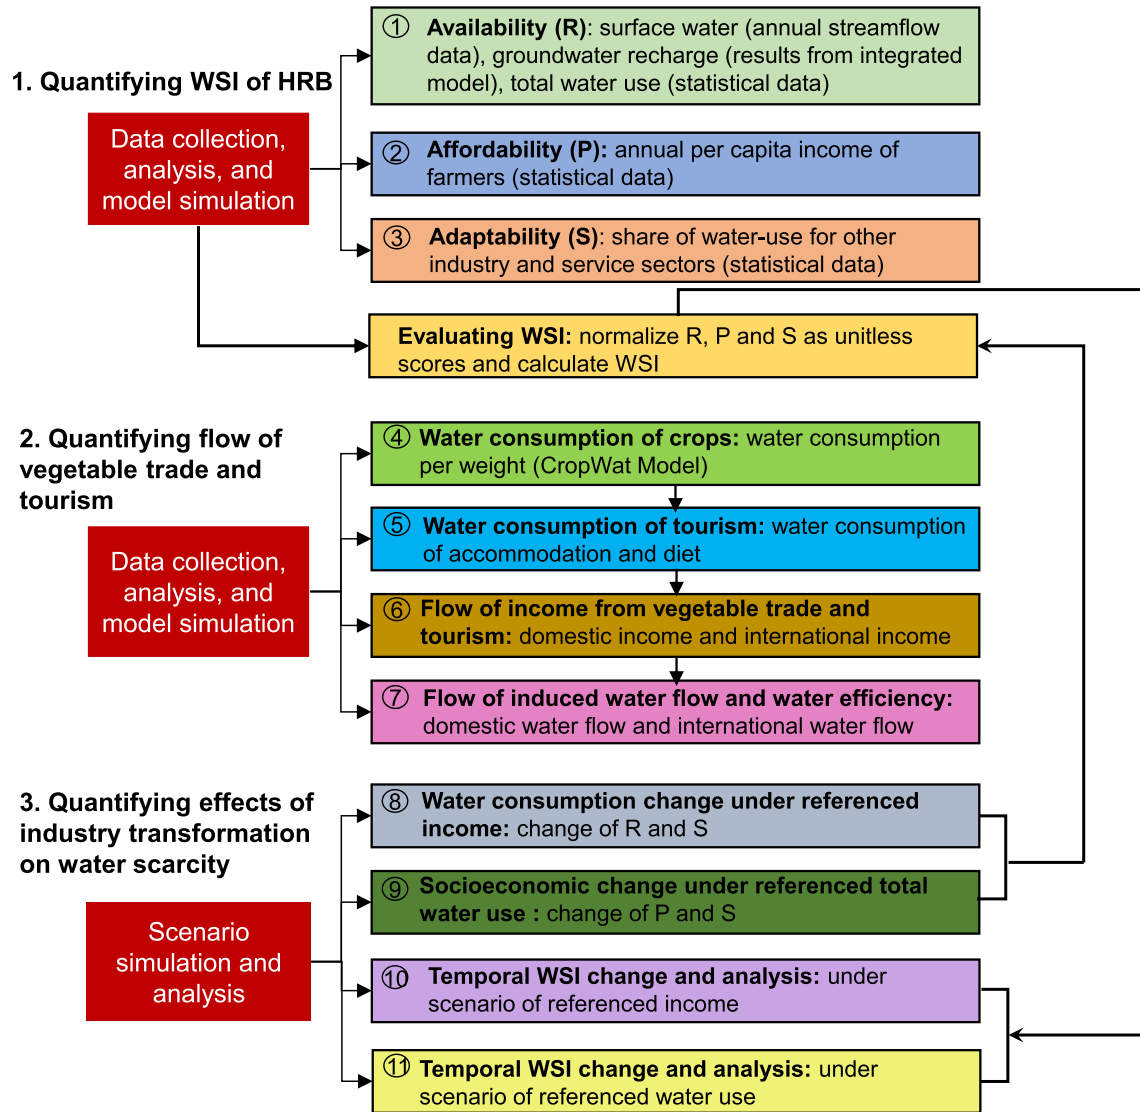 1. Quantifying WSI of HRB
Data collection,
analysis, and
model simulation
① Availability (R): surface water (annual streamflow
data), groundwater recharge (results from integrated
model), total water use (statistical data)
② Affordability (P): annual per capita income of
farmers (statistical data)
③ Adaptability (S): share of water-use for other
industry and service sectors (statistical data)
Evaluating WSI: normalize R, P and S as unitless
scores and calculate WSI
2. Quantifying flow of
vegetable trade and
tourism
Data collection,
analysis, and
model simulation
④ Water consumption of crops: water consumption
per weight (CropWat Model)
⑤ Water consumption of tourism: water consumption
of accommodation and diet
⑥ Flow of income from vegetable trade and
tourism: domestic income and international income
⑦ Flow of induced water flow and water efficiency:
domestic water flow and international water flow
3. Quantifying effects of
industry transformation
on water scarcity
Scenario
simulation and
analysis
⑧ Water consumption change under referenced
income: change of R and S
⑨ Socioeconomic change under referenced total
water use : change of P and S
⑩ Temporal WSI change and analysis: under
scenario of referenced income
⑪ Temporal WSI change and analysis: under
scenario of referenced water use